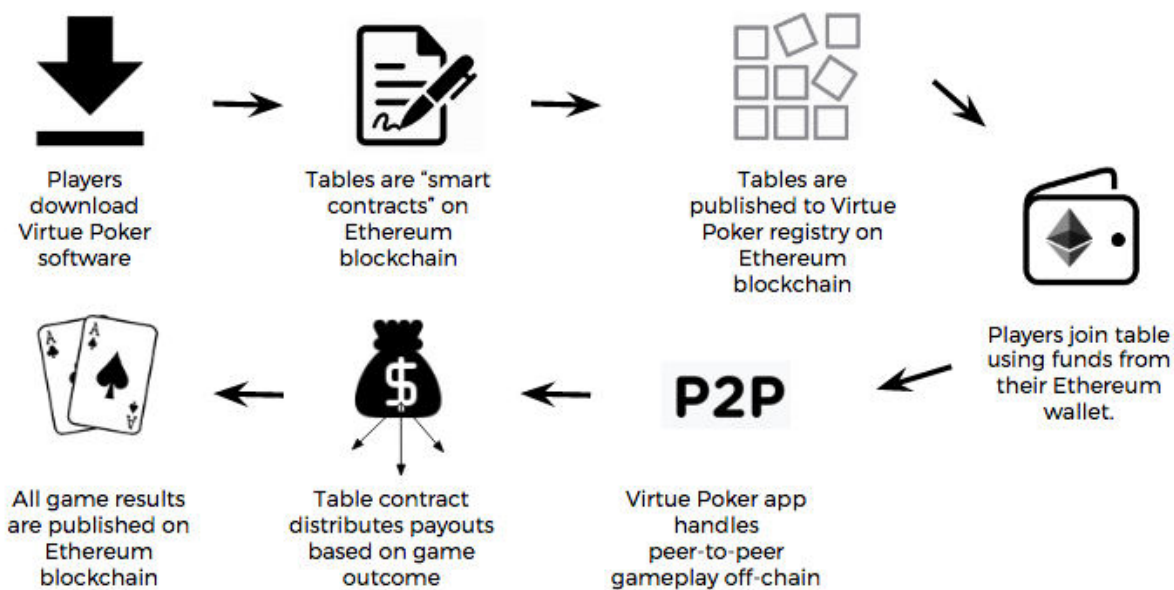 Players
download
Virtue Poker
software
Tables are “smart
contracts” on
Ethereum
blockchain
Tables are
published to Virtue
Poker registry on
Ethereum
blockchain
Players join table
using funds from
their Ethereum
wallet.
P2P
Virtue Poker app
handles
peer-to-peer
gameplay off-chain
$
Table contract
distributes payouts
based on game
outcome
A
A
A
All game results
are published on
Ethereum
blockchain